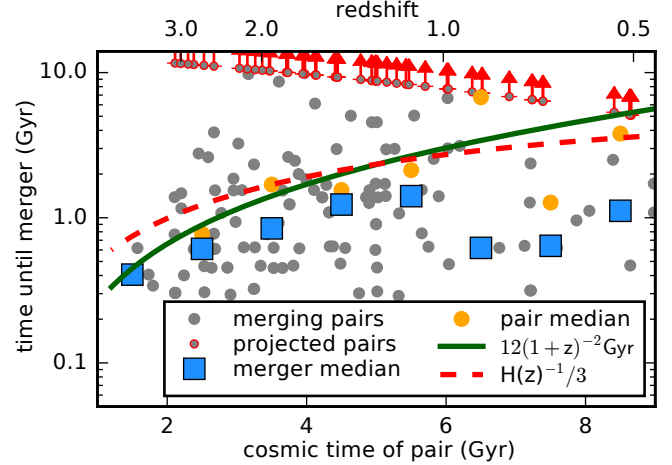 redshift
3.0 2.0 1.0 0.5
10.0
1.0
0.1
time until merger (Gyr)
merging pairs
projected pairs
merger median
pair median
12(1+z)⁻²Gyr
H(z)⁻¹/3
2 4 6 8
cosmic time of pair (Gyr)